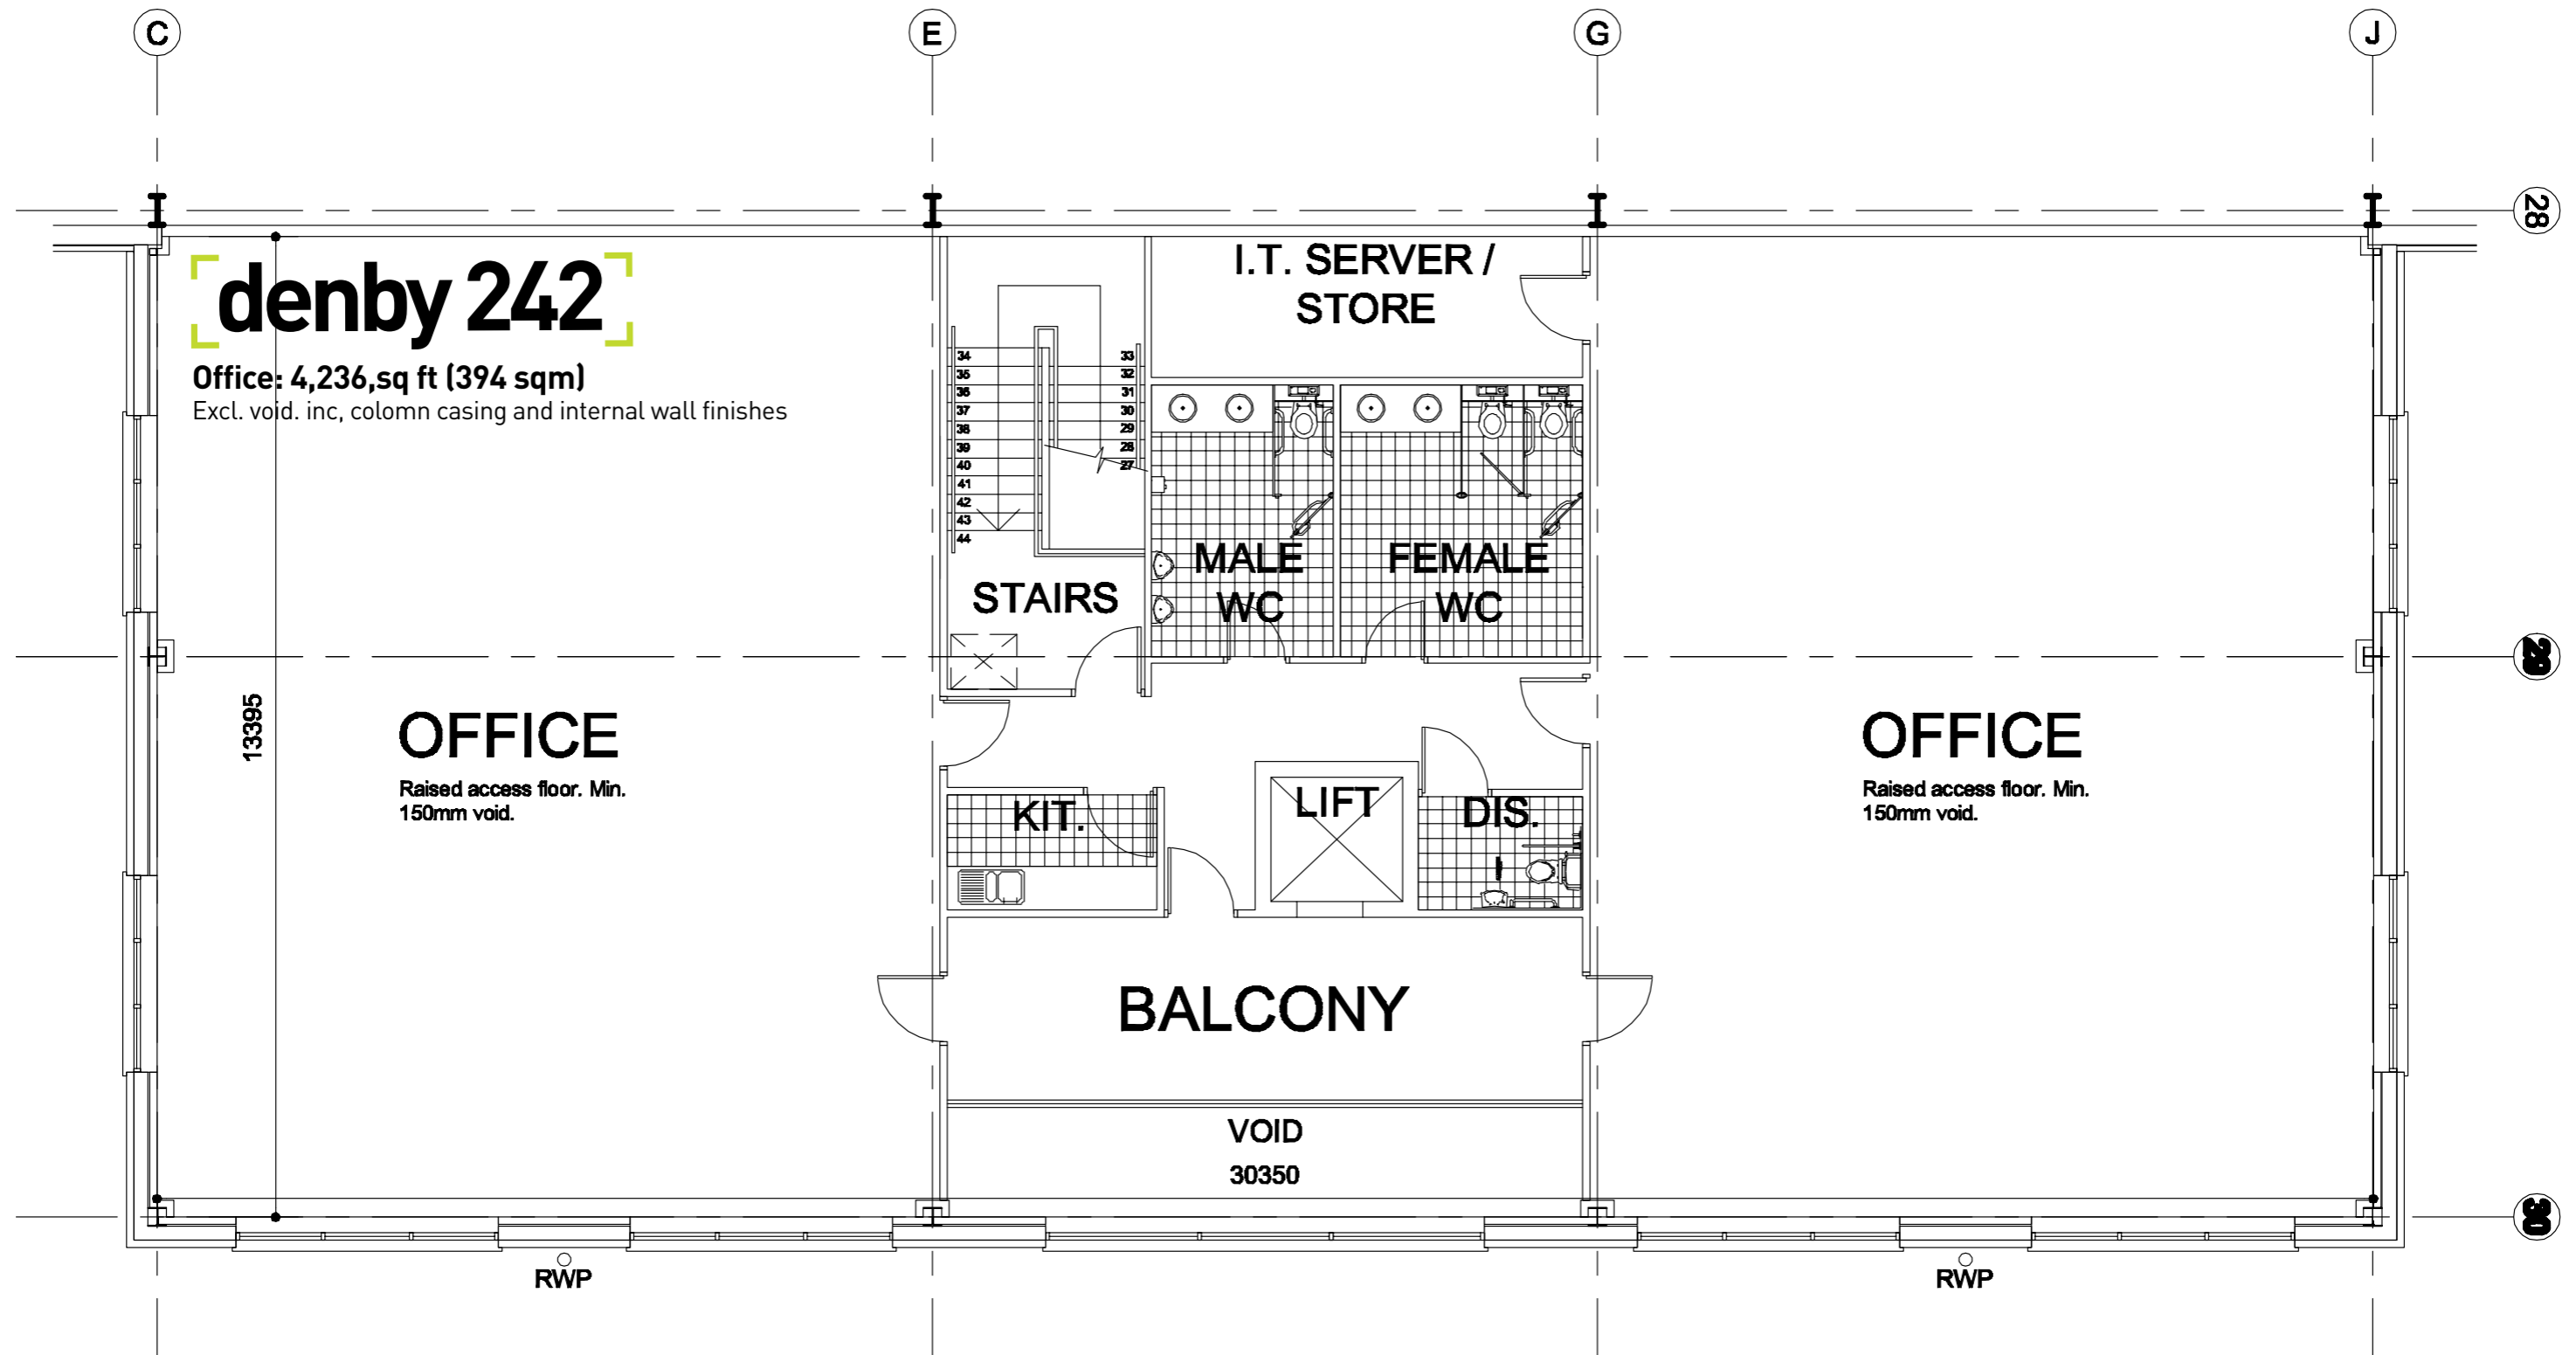 C
E
G
J
28
denby 242
Office: 4,236,sq ft (394 sqm)
Excl. void. inc, colomn casing and internal wall finishes
I.T. SERVER /
STORE
34
35
36
37
38
39
40
41
42
43
44
33
32
31
30
29
28
27
MALE
WC
FEMALE
WC
STAIRS
29
13395
OFFICE
Raised access floor. Min.
150mm void.
KIT.
LIFT
DIS.
OFFICE
Raised access floor. Min.
150mm void.
BALCONY
VOID
30350
30
RWP
RWP